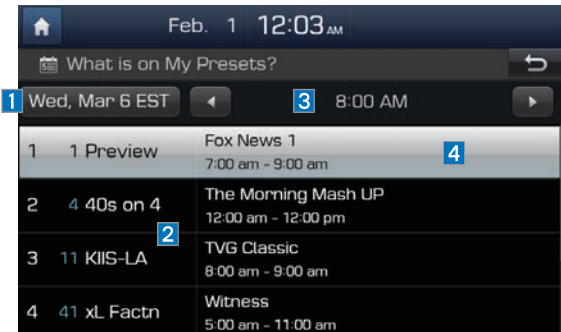 Feb. 1 12:03 AM
What is on My Presets?
1 Wed, Mar 6 EST 3 8:00 AM
1 1 Preview Fox News 1 4
7:00 am - 9:00 am
2 4 40s on 4 The Morning Mash UP
12:00 am - 12:00 pm
2
3 11 KIIS-LA TVG Classic
8:00 am - 9:00 am
4 41 xL Factn Witness
5:00 am - 11:00 am